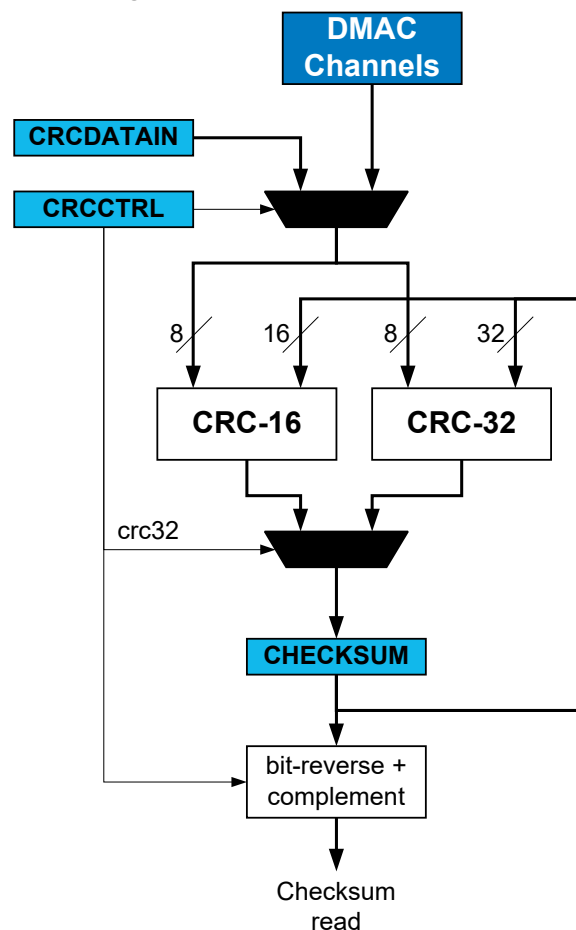 DMAC
Channels
CRCDATAIN
CRCCTRL
8
16
8
32
CRC-16
CRC-32
crc32
CHECKSUM
bit-reverse +
complement
Checksum
read